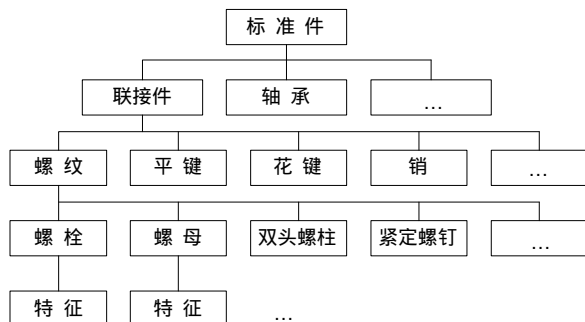 标 准 件
联接件 轴 承 …
螺 纹 平 键 花 键 销 …
螺 栓 螺 母 双头螺柱 紧定螺钉 …
特 征 特 征 …